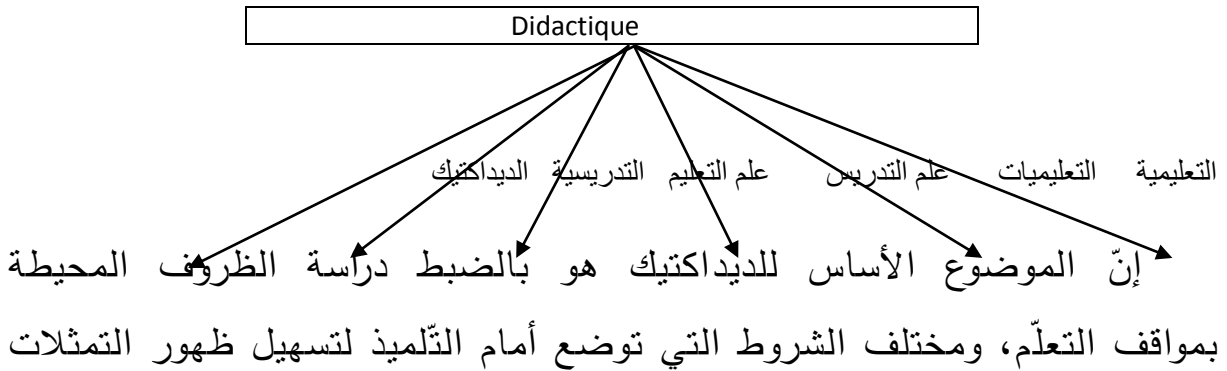 Didactique
التعليمية التعليميات علم التدريس علم التعليم التدريسية الديداكتيك
إنّ الموضوع الأساس للديداكتيك هو بالضبط دراسة الظروف المحيطة
بمواقف التعلّم، ومختلف الشروط التي توضع أمام التّلميذ لتسهيل ظهور التمثلات